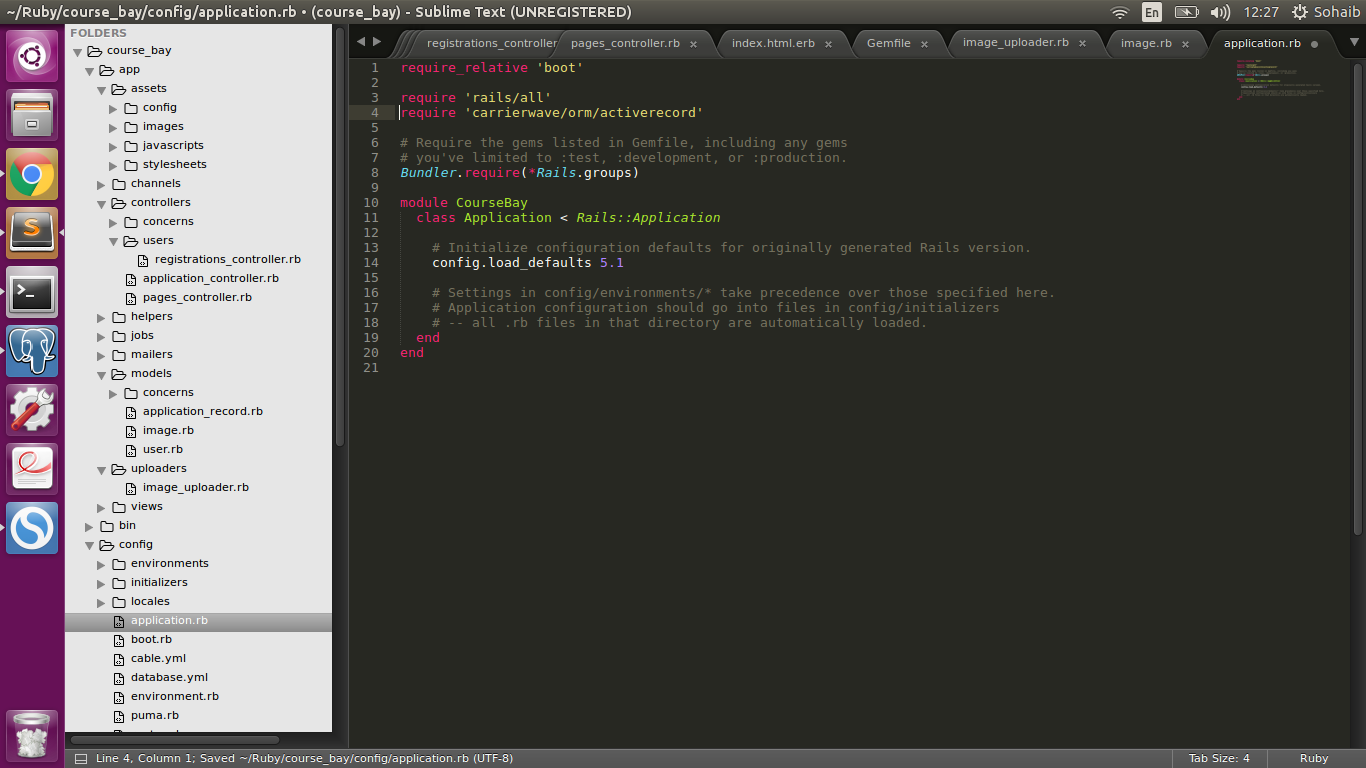 ~/Ruby/course_bay/config/application.rb • (course_bay) - Sublime Text (UNREGISTERED)
En
12:27
Sohaib
FOLDERS
course_bay
app
assets
config
images
javascripts
stylesheets
channels
controllers
concerns
users
registrations_controller.rb
application_controller.rb
pages_controller.rb
helpers
jobs
mailers
models
concerns
application_record.rb
image.rb
user.rb
uploaders
image_uploader.rb
views
bin
config
environments
initializers
locales
application.rb
boot.rb
cable.yml
database.yml
environment.rb
puma.rb
registrations_controller
pages_controller.rb
index.html.erb
Gemfile
image_uploader.rb
image.rb
application.rb
1 require_relative 'boot'
2
3 require 'rails/all'
4 require 'carrierwave/orm/activerecord'
5
6 # Require the gems listed in Gemfile, including any gems
7 # you've limited to :test, :development, or :production.
8 Bundler.require(*Rails.groups)
9
10 module CourseBay
11 class Application < Rails::Application
12
13 # Initialize configuration defaults for originally generated Rails version.
14 config.load_defaults 5.1
15
16 # Settings in config/environments/* take precedence over those specified here.
17 # Application configuration should go into files in config/initializers
18 # -- all .rb files in that directory are automatically loaded.
19 end
20 end
21
Line 4, Column 1; Saved ~/Ruby/course_bay/config/application.rb (UTF-8)
Tab Size: 4
Ruby